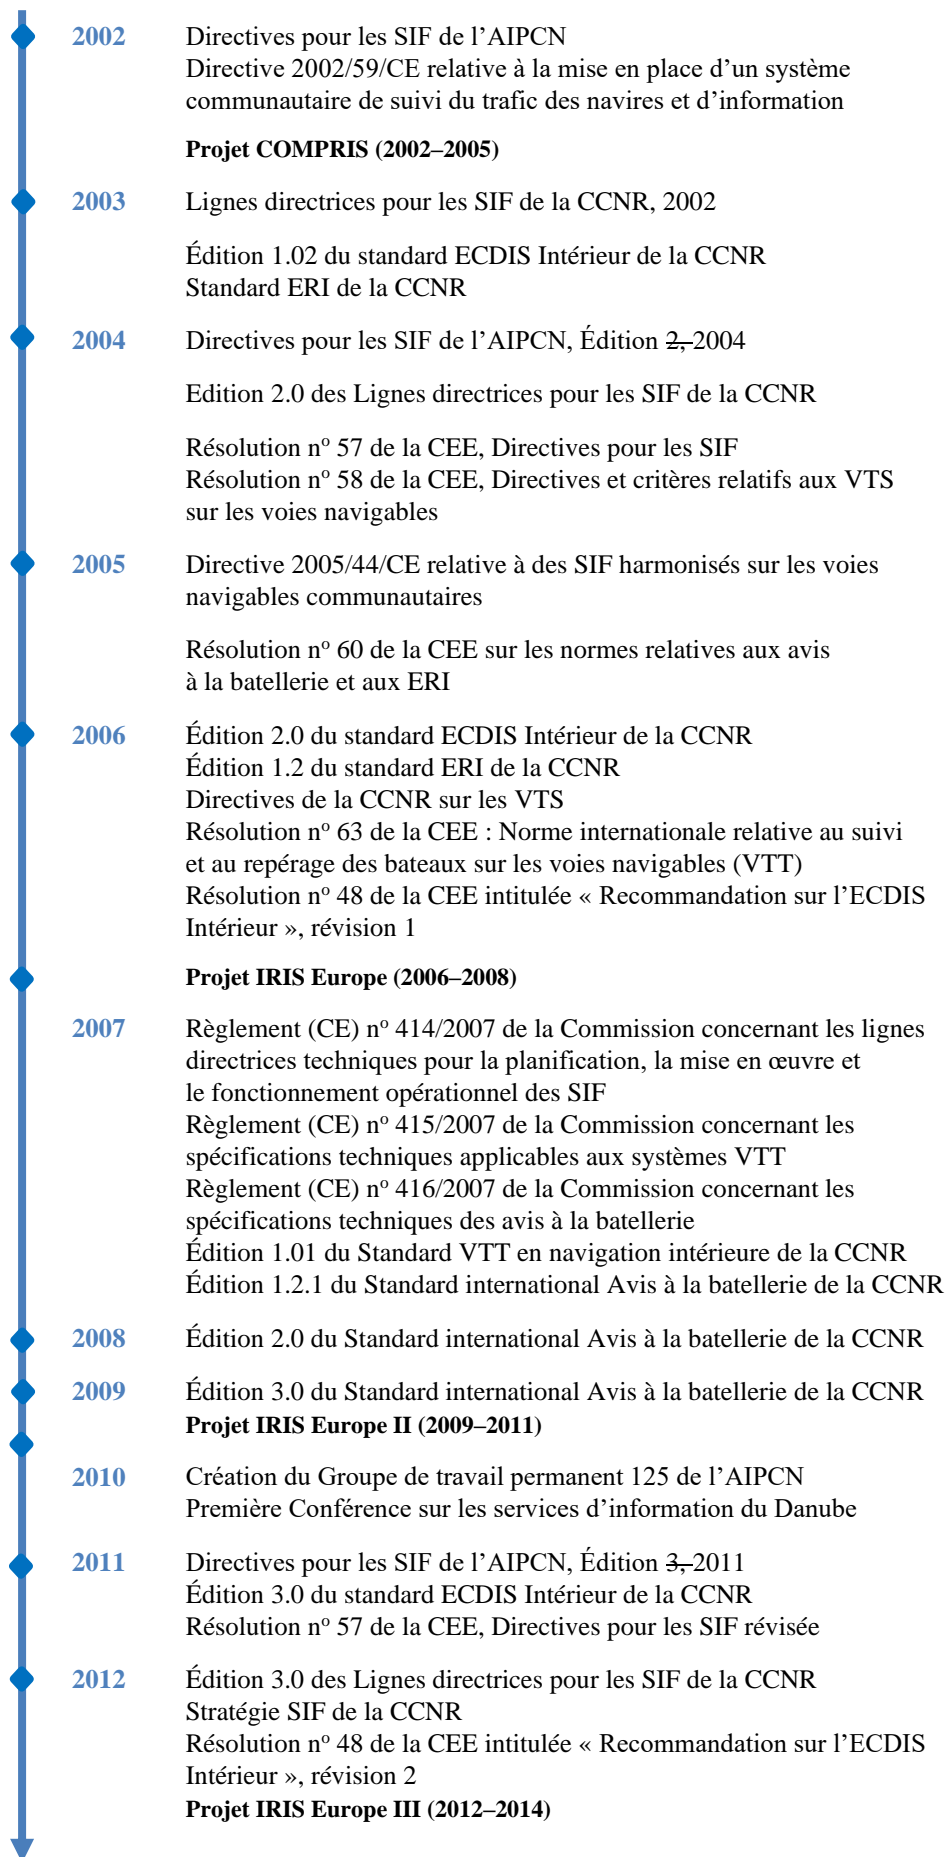 2002 Directives pour les SIF de l’AIPCN
Directive 2002/59/CE relative à la mise en place d’un système
communautaire de suivi du trafic des navires et d’information
Projet COMPRIS (2002–2005)
2003 Lignes directrices pour les SIF de la CCNR, 2002
Édition 1.02 du standard ECDIS Intérieur de la CCNR
Standard ERI de la CCNR
2004 Directives pour les SIF de l’AIPCN, Édition 2, 2004
Edition 2.0 des Lignes directrices pour les SIF de la CCNR
Résolution nº 57 de la CEE, Directives pour les SIF
Résolution nº 58 de la CEE, Directives et critères relatifs aux VTS
sur les voies navigables
2005 Directive 2005/44/CE relative à des SIF harmonisés sur les voies
navigables communautaires
Résolution nº 60 de la CEE sur les normes relatives aux avis
à la batellerie et aux ERI
2006 Édition 2.0 du standard ECDIS Intérieur de la CCNR
Édition 1.2 du standard ERI de la CCNR
Directives de la CCNR sur les VTS
Résolution nº 63 de la CEE : Norme internationale relative au suivi
et au repérage des bateaux sur les voies navigables (VTT)
Résolution nº 48 de la CEE intitulée « Recommandation sur l’ECDIS
Intérieur », révision 1
Projet IRIS Europe (2006–2008)
2007 Règlement (CE) nº 414/2007 de la Commission concernant les lignes
directrices techniques pour la planification, la mise en œuvre et
le fonctionnement opérationnel des SIF
Règlement (CE) nº 415/2007 de la Commission concernant les
spécifications techniques applicables aux systèmes VTT
Règlement (CE) nº 416/2007 de la Commission concernant les
spécifications techniques des avis à la batellerie
Édition 1.01 du Standard VTT en navigation intérieure de la CCNR
Édition 1.2.1 du Standard international Avis à la batellerie de la CCNR
2008 Édition 2.0 du Standard international Avis à la batellerie de la CCNR
2009 Édition 3.0 du Standard international Avis à la batellerie de la CCNR
Projet IRIS Europe II (2009–2011)
2010 Création du Groupe de travail permanent 125 de l’AIPCN
Première Conférence sur les services d’information du Danube
2011 Directives pour les SIF de l’AIPCN, Édition 3, 2011
Édition 3.0 du standard ECDIS Intérieur de la CCNR
Résolution nº 57 de la CEE, Directives pour les SIF révisée
2012 Édition 3.0 des Lignes directrices pour les SIF de la CCNR
Stratégie SIF de la CCNR
Résolution nº 48 de la CEE intitulée « Recommandation sur l’ECDIS
Intérieur », révision 2
Projet IRIS Europe III (2012–2014)